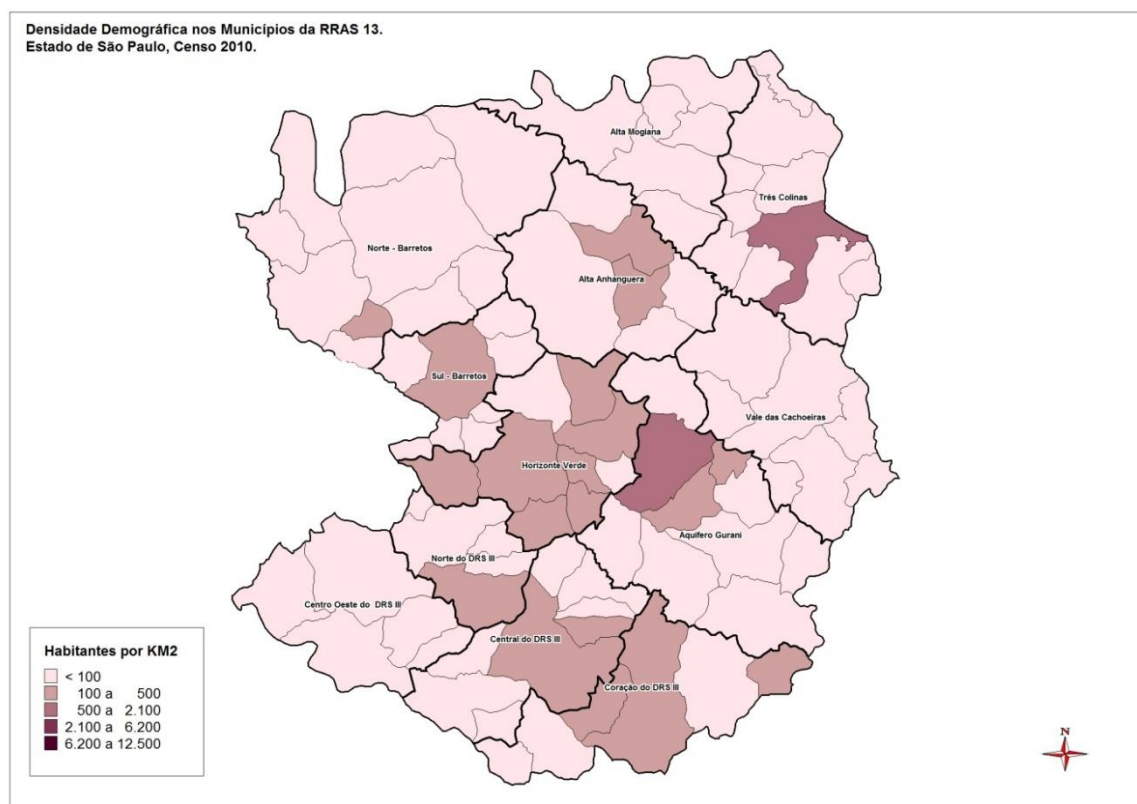 Densidade Demográfica nos Municípios da RRAS 13.
Estado de São Paulo, Censo 2010.
Alta Mogiana
Três Colinas
Norte - Barretos
Alta Anhanguera
Sul - Barretos
Vale das Cachoeiras
Horizonte Verde
Aquifero Gurani
Norte do DRS III
Centro Oeste do DRS III
Central do DRS III
Coração do DRS III
Habitantes por KM2
< 100
100 a 500
500 a 2.100
2.100 a 6.200
6.200 a 12.500
N